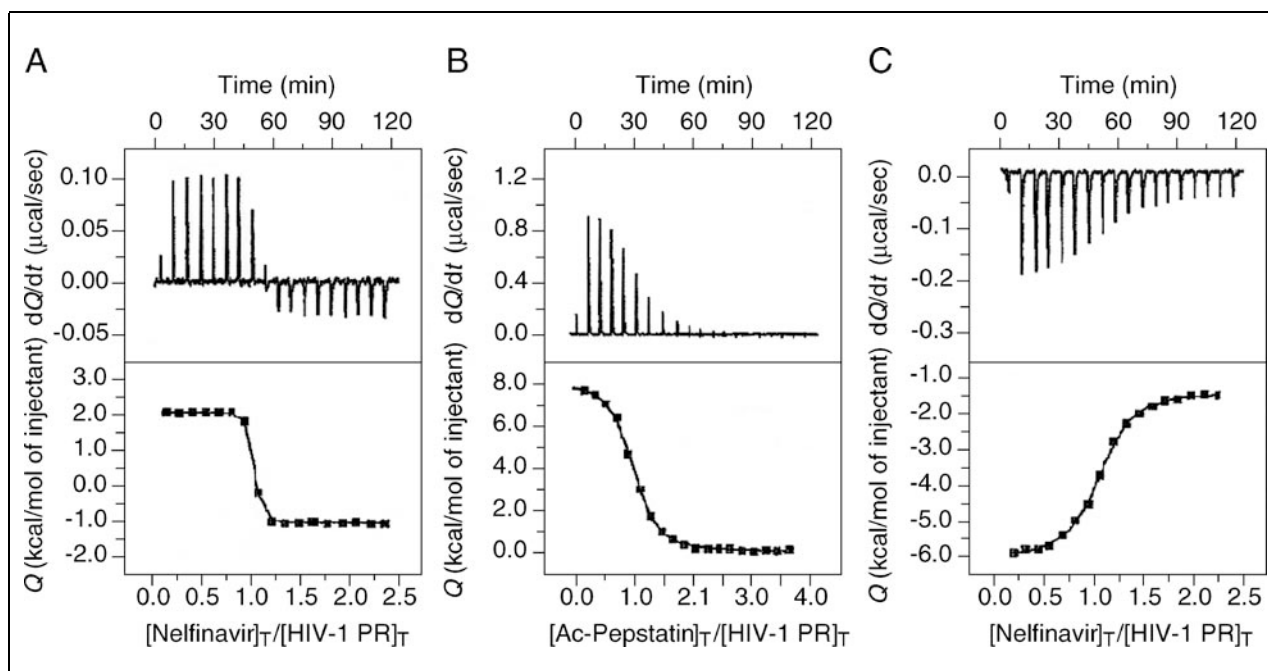 A
Time (min)
0 30 60 90 120
0.10
0.05
0.00
-0.05
dQ/dt (μcal/sec)
3.0
2.0
1.0
0.0
-1.0
-2.0
Q (kcal/mol of injectant)
0.0 0.5 1.0 1.5 2.0 2.5
[Nelfinavir]T/[HIV-1 PR]T
B
Time (min)
0 30 60 90 120
1.2
0.8
0.4
0.0
dQ/dt (μcal/sec)
8.0
6.0
4.0
2.0
0.0
Q (kcal/mol of injectant)
0.0 1.0 2.1 3.0 4.0
[Ac-Pepstatin]T/[HIV-1 PR]T
C
Time (min)
0 30 60 90 120
0.0
-0.1
-0.2
-0.3
dQ/dt (μcal/sec)
-1.0
-2.0
-3.0
-4.0
-5.0
-6.0
Q (kcal/mol of injectant)
0.0 0.5 1.0 1.5 2.0 2.5
[Nelfinavir]T/[HIV-1 PR]T